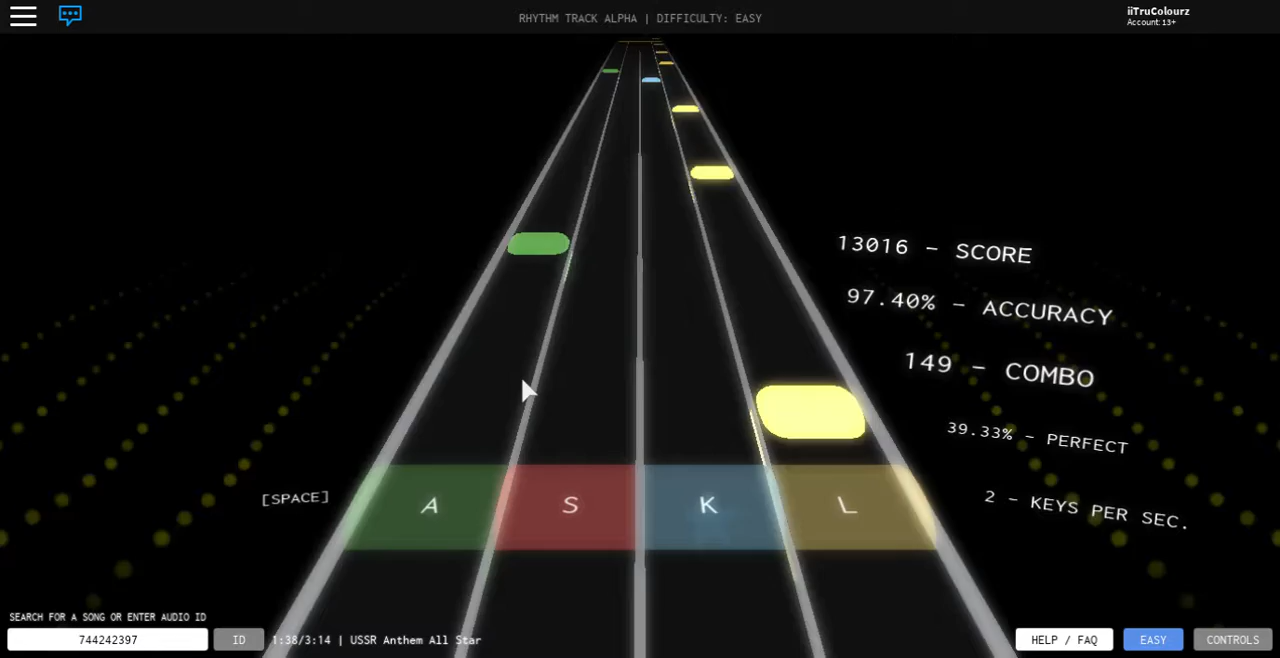 RHYTHM TRACK ALPHA | DIFFICULTY: EASY
iiTruColourz
Account: 13+
13016 - SCORE
97.40% - ACCURACY
149 - COMBO
39.33% - PERFECT
2 - KEYS PER SEC.
[SPACE]
A S K L
SEARCH FOR A SONG OR ENTER AUDIO ID
744242397
ID
1:38/3:14 | USSR Anthem All Star
HELP / FAQ
EASY
CONTROLS